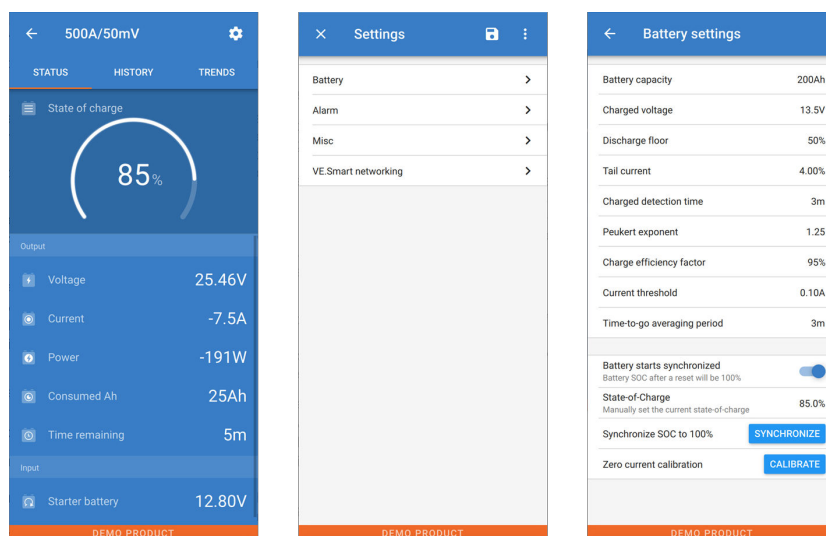 500A/50mV
STATUS HISTORY TRENDS
State of charge
85%
Output
Voltage 25.46V
Current -7.5A
Power -191W
Consumed Ah 25Ah
Time remaining 5m
Input
Starter battery 12.80V
DEMO PRODUCT
Settings
Battery
Alarm
Misc
VE.Smart networking
DEMO PRODUCT
Battery settings
Battery capacity 200Ah
Charged voltage 13.5V
Discharge floor 50%
Tail current 4.00%
Charged detection time 3m
Peukert exponent 1.25
Charge efficiency factor 95%
Current threshold 0.10A
Time-to-go averaging period 3m
Battery starts synchronized
Battery SOC after a reset will be 100%
State-of-Charge 85.0%
Manually set the current state-of-charge
Synchronize SOC to 100% SYNCHRONIZE
Zero current calibration CALIBRATE
DEMO PRODUCT